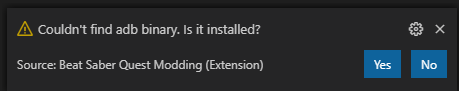 Couldn't find adb binary. Is it installed?
Source: Beat Saber Quest Modding (Extension)
Yes
No